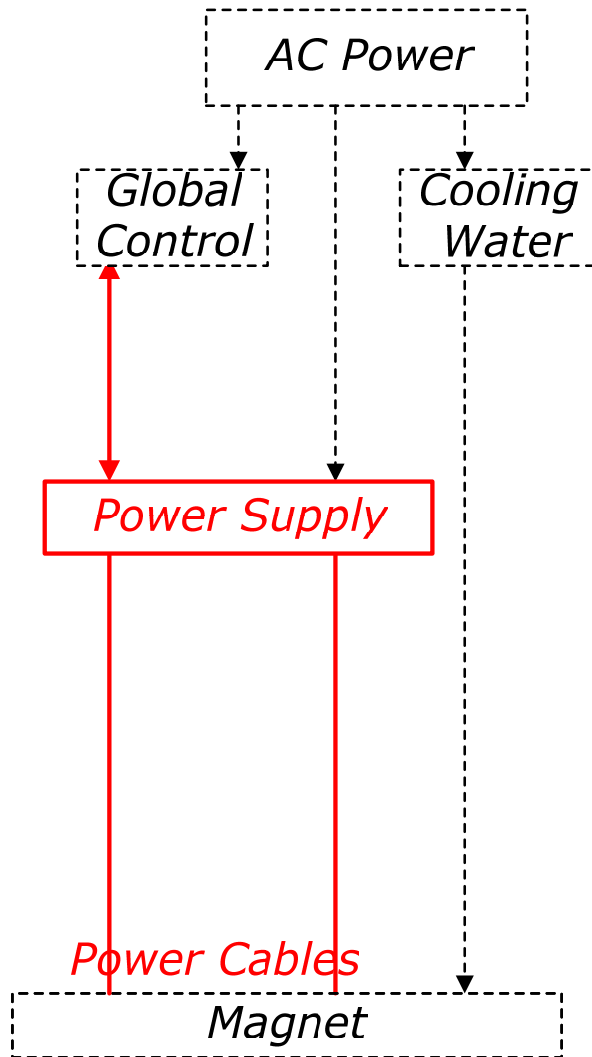 AC Power
Global
Control
Cooling
Water
Power Supply
Power Cables
Magnet